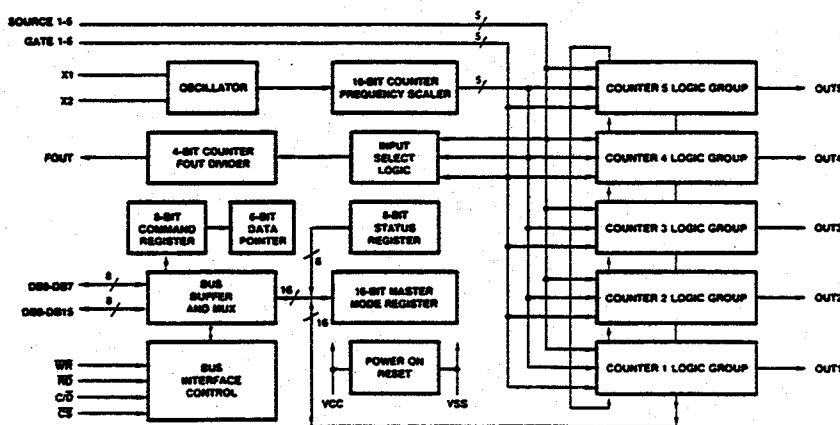 SOURCE 1-5
GATE 1-5
5
5
X1
X2
OSCILLATOR
16-BIT COUNTER
FREQUENCY SCALER
5
COUNTER 5 LOGIC GROUP
OUT5
FOUT
4-BIT COUNTER
FOUT DIVIDER
INPUT
SELECT
LOGIC
COUNTER 4 LOGIC GROUP
OUT4
8-BIT
COMMAND
REGISTER
6-BIT
DATA
POINTER
8-BIT
STATUS
REGISTER
COUNTER 3 LOGIC GROUP
OUT3
8
DB0-DB7
8
DB8-DB15
8
BUS
BUFFER
AND MUX
16
16-BIT MASTER
MODE REGISTER
16
COUNTER 2 LOGIC GROUP
OUT2
WR
RD
C/D
CS
BUS
INTERFACE
CONTROL
POWER ON
RESET
VCC
VSS
COUNTER 1 LOGIC GROUP
OUT1